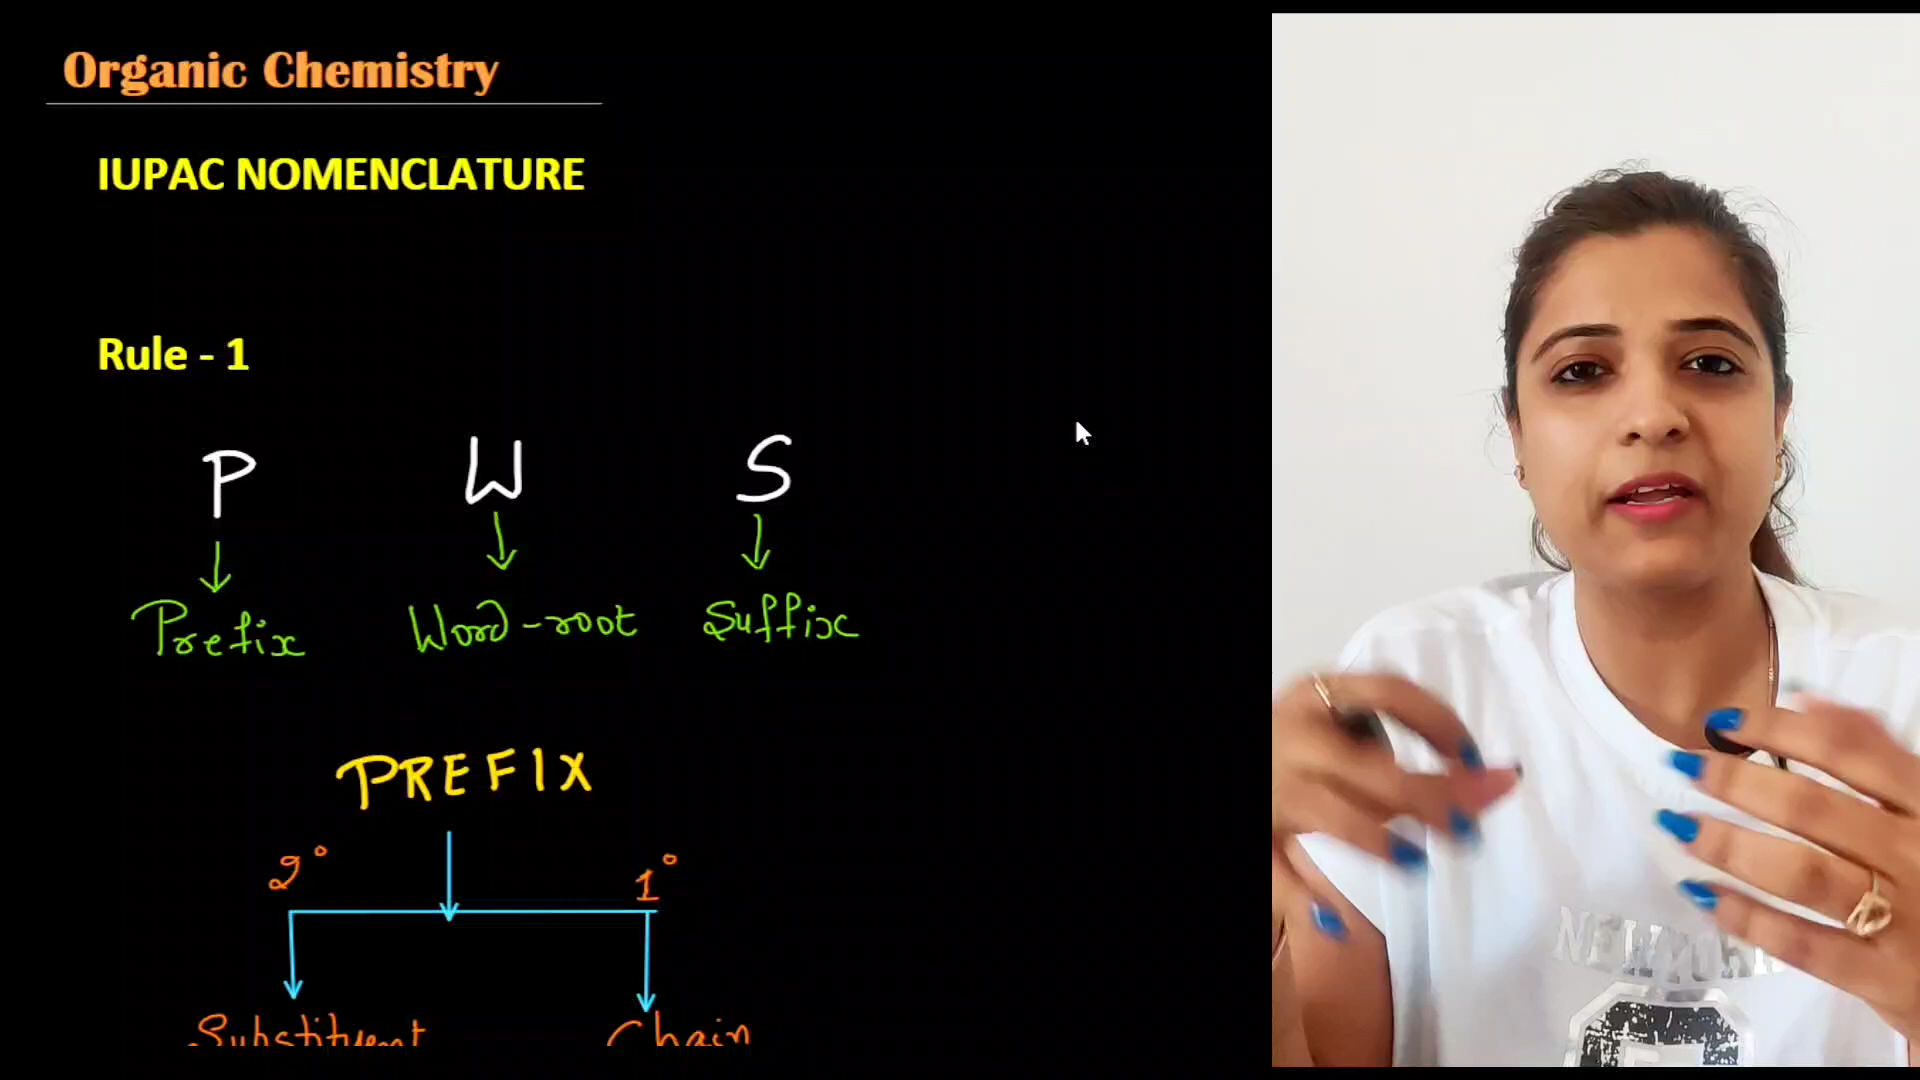 Organic Chemistry
IUPAC NOMENCLATURE
Rule - 1
P W S
Prefix Word-root Suffix
PREFIX
2° 1°
Substituent Chain